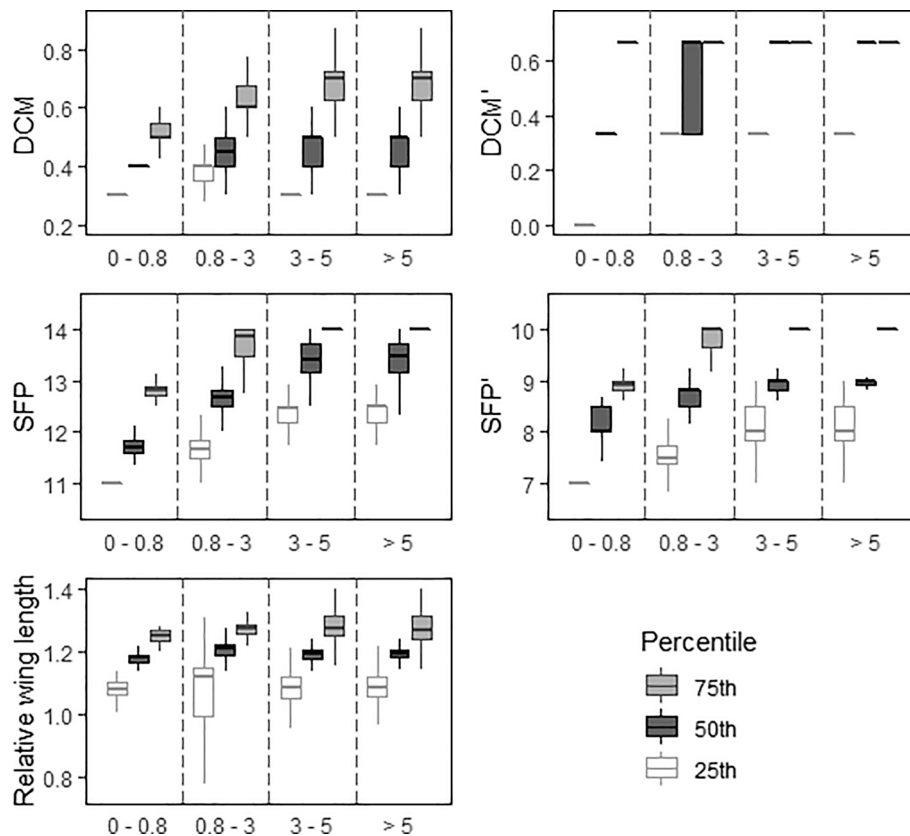 DCM
0.8
0.6
0.4
0.2
0 - 0.8 0.8 - 3 3 - 5 > 5
DCM'
0.6
0.4
0.2
0.0
0 - 0.8 0.8 - 3 3 - 5 > 5
SFP
14
13
12
11
0 - 0.8 0.8 - 3 3 - 5 > 5
SFP'
10
9
8
7
0 - 0.8 0.8 - 3 3 - 5 > 5
Relative wing length
1.4
1.2
1.0
0.8
0 - 0.8 0.8 - 3 3 - 5 > 5
Percentile
75th
50th
25th